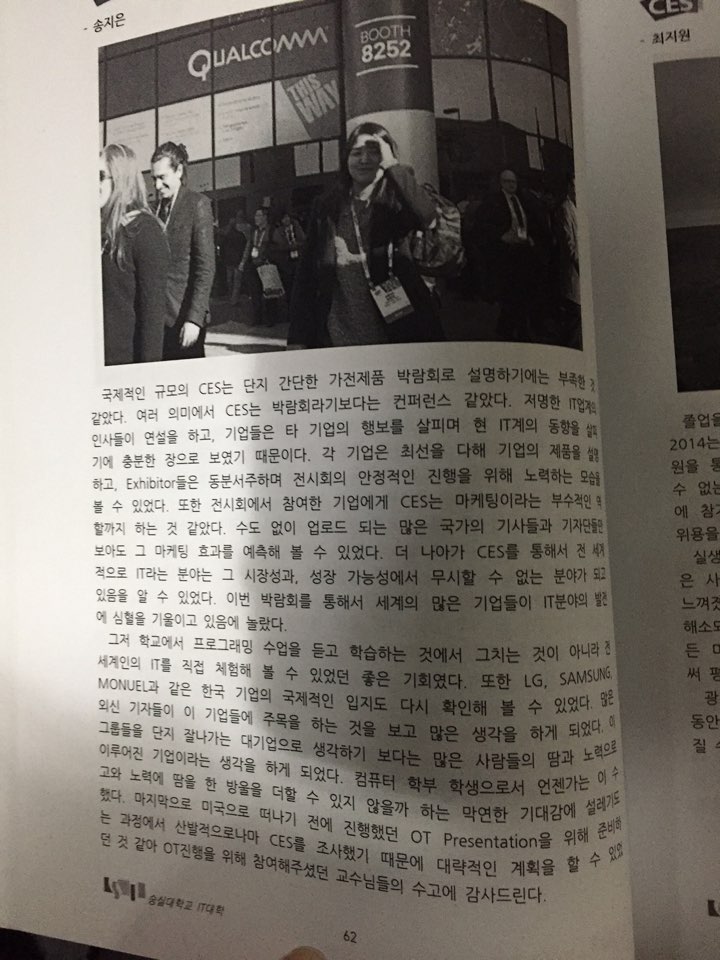 - 송지은
QUALCOMM
BOOTH
8252
THIS
WAY
국제적인 규모의 CES는 단지 간단한 가전제품 박람회로 설명하기에는 부족한 것
같았다. 여러 의미에서 CES는 박람회라기보다는 컨퍼런스 같았다. 저명한 IT업계의
인사들이 연설을 하고, 기업들은 타 기업의 행보를 살피며 현 IT계의 동향을 살피
기에 충분한 장으로 보였기 때문이다. 각 기업은 최선을 다해 기업의 제품을 설명
하고, Exhibitor들은 동분서주하며 전시회의 안정적인 진행을 위해 노력하는 모습을
볼 수 있었다. 또한 전시회에서 참여한 기업에게 CES는 마케팅이라는 부수적인 역
할까지 하는 것 같았다. 수도 없이 업로드 되는 많은 국가의 기사들과 기자단들만
보아도 그 마케팅 효과를 예측해 볼 수 있었다. 더 나아가 CES를 통해서 전 세계
적으로 IT라는 분야는 그 시장성과, 성장 가능성에서 무시할 수 없는 분야가 되고
있음을 알 수 있었다. 이번 박람회를 통해서 세계의 많은 기업들이 IT분야의 발전
에 심혈을 기울이고 있음에 놀랐다.
그저 학교에서 프로그래밍 수업을 듣고 학습하는 것에서 그치는 것이 아니라 전
세계인의 IT를 직접 체험해 볼 수 있었던 좋은 기회였다. 또한 LG, SAMSUNG,
MONUEL과 같은 한국 기업의 국제적인 입지도 다시 확인해 볼 수 있었다. 많은
외신 기자들이 이 기업들에 주목을 하는 것을 보고 많은 생각을 하게 되었다. 이
그룹들을 단지 잘나가는 대기업으로 생각하기 보다는 많은 사람들의 땀과 노력으로
이루어진 기업이라는 생각을 하게 되었다. 컴퓨터 학부 학생으로서 언젠가는 이 수
고와 노력에 땀을 한 방울을 더할 수 있지 않을까 하는 막연한 기대감에 설레기도
했다. 마지막으로 미국으로 떠나기 전에 진행했던 OT Presentation을 위해 준비하
는 과정에서 산발적으로나마 CES를 조사했기 때문에 대략적인 계획을 할 수 있었
던 것 같아 OT진행을 위해 참여해주셨던 교수님들의 수고에 감사드린다.
숭실대학교 IT대학
62
CES
- 최지원
졸업을
2014는
원을 통
수 없는
에 참가
위용을
실생
은 사
느껴졌
해소되
든 마
써 평
광
동안
질 수